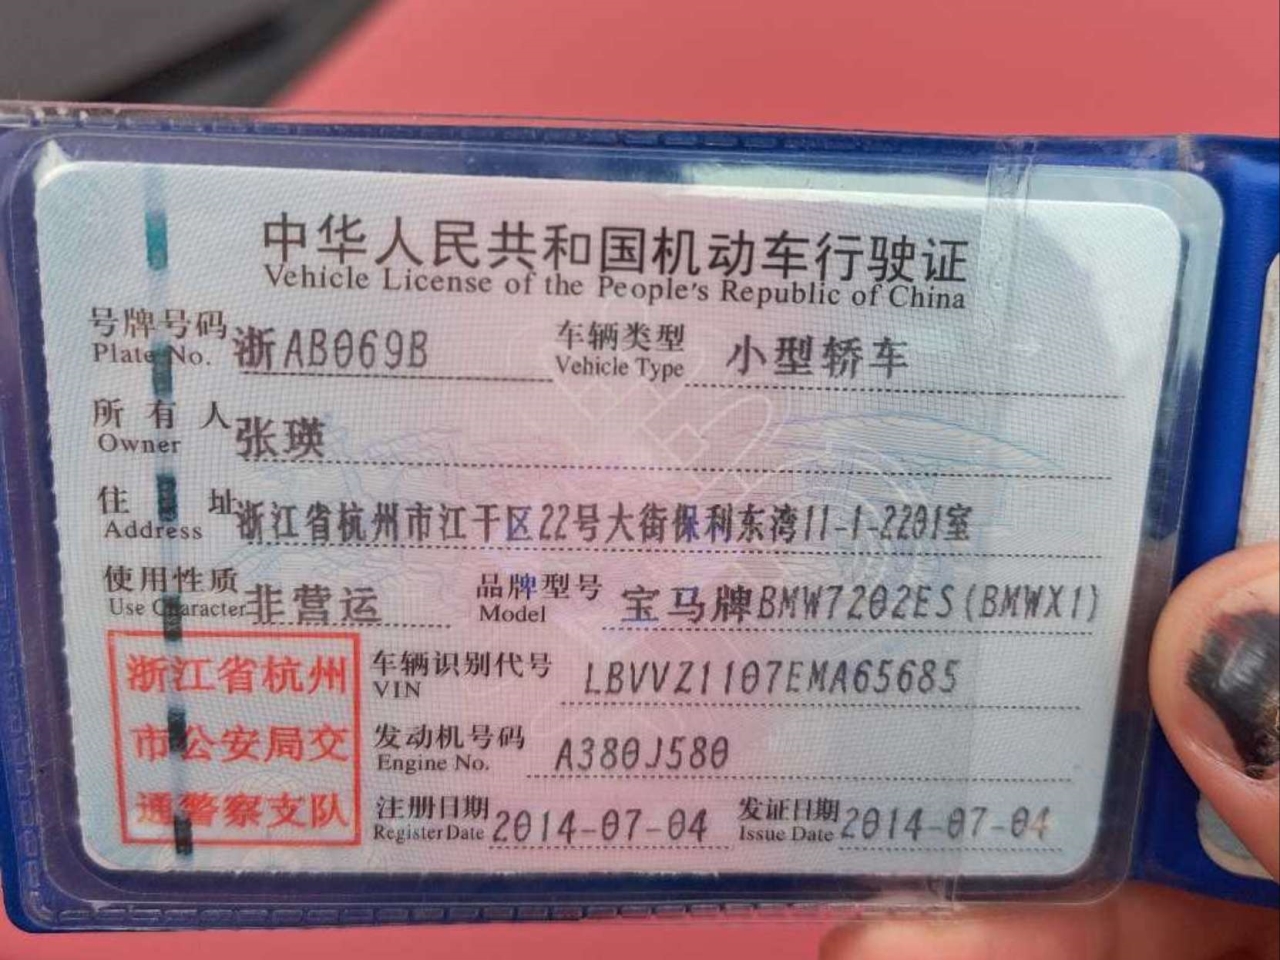 中华人民共和国机动车行驶证
Vehicle License of the People's Republic of China
号牌号码 浙AB069B 车辆类型 小型轿车
Plate No. Vehicle Type
所有人 张瑛
Owner
住址 浙江省杭州市江干区22号大街保利东湾11-1-2201室
Address
使用性质 非营运 品牌型号 宝马牌BMW7202ES(BMWX1)
Use Character Model
浙江省杭州
市公安局交
通警察支队
车辆识别代号 LBVVZ1107EMA65685
VIN
发动机号码 A380J580
Engine No.
注册日期 2014-07-04 发证日期 2014-07-04
Register Date Issue Date